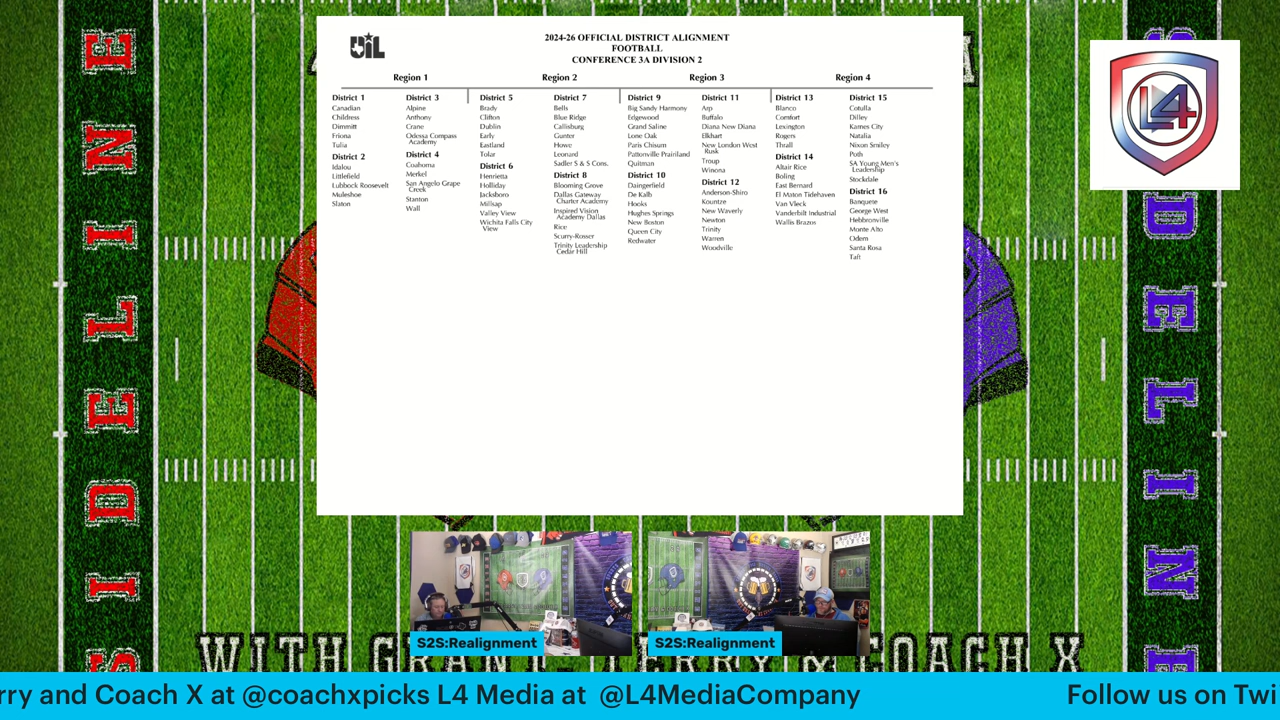 UIL
2024-26 OFFICIAL DISTRICT ALIGNMENT
FOOTBALL
CONFERENCE 3A DIVISION 2
Region 1
Region 2
Region 3
Region 4
District 1
Canadian
Childress
Dimmitt
Friona
Tulia
District 2
Idalou
Littlefield
Lubbock Roosevelt
Muleshoe
Slaton
District 3
Alpine
Anthony
Crane
Odessa Compass
Academy
District 4
Coahoma
Merkel
San Angelo Grape
Creek
Stanton
Wall
District 5
Brady
Clifton
Dublin
Early
Eastland
Tolar
District 6
Henrietta
Holliday
Jacksboro
Millsap
Valley View
Wichita Falls City
View
District 7
Bells
Blue Ridge
Callisburg
Gunter
Howe
Leonard
Sadler S & S Cons.
District 8
Blooming Grove
Dallas Gateway
Charter Academy
Inspired Vision
Academy Dallas
Rice
Scurry-Rosser
Trinity Leadership
Cedar Hill
District 9
Big Sandy Harmony
Edgewood
Grand Saline
Lone Oak
Paris Chisum
Pattonville Prairiland
Quitman
District 10
Daingerfield
De Kalb
Hooks
Hughes Springs
New Boston
Queen City
Redwater
District 11
Arp
Buffalo
Diana New Diana
Elkhart
New London West
Rusk
Troup
Winona
District 12
Anderson-Shiro
Kountze
New Waverly
Newton
Trinity
Warren
Woodville
District 13
Blanco
Comfort
Lexington
Rogers
Thrall
District 14
Altair Rice
Boling
East Bernard
El Maton Tidehaven
Van Vleck
Vanderbilt Industrial
Wallis Brazos
District 15
Cotulla
Dilley
Karnes City
Natalia
Nixon Smiley
Poth
SA Young Men's
Leadership
Stockdale
District 16
Banquete
George West
Hebbronville
Monte Alto
Odem
Santa Rosa
Taft
L4
SIDELINE
SIDELINE
S2S:Realignment
S2S:Realignment
WITH GRANT, TERRY & COACH X
rry and Coach X at @coachxpicks L4 Media at @L4MediaCompany
Follow us on Twi